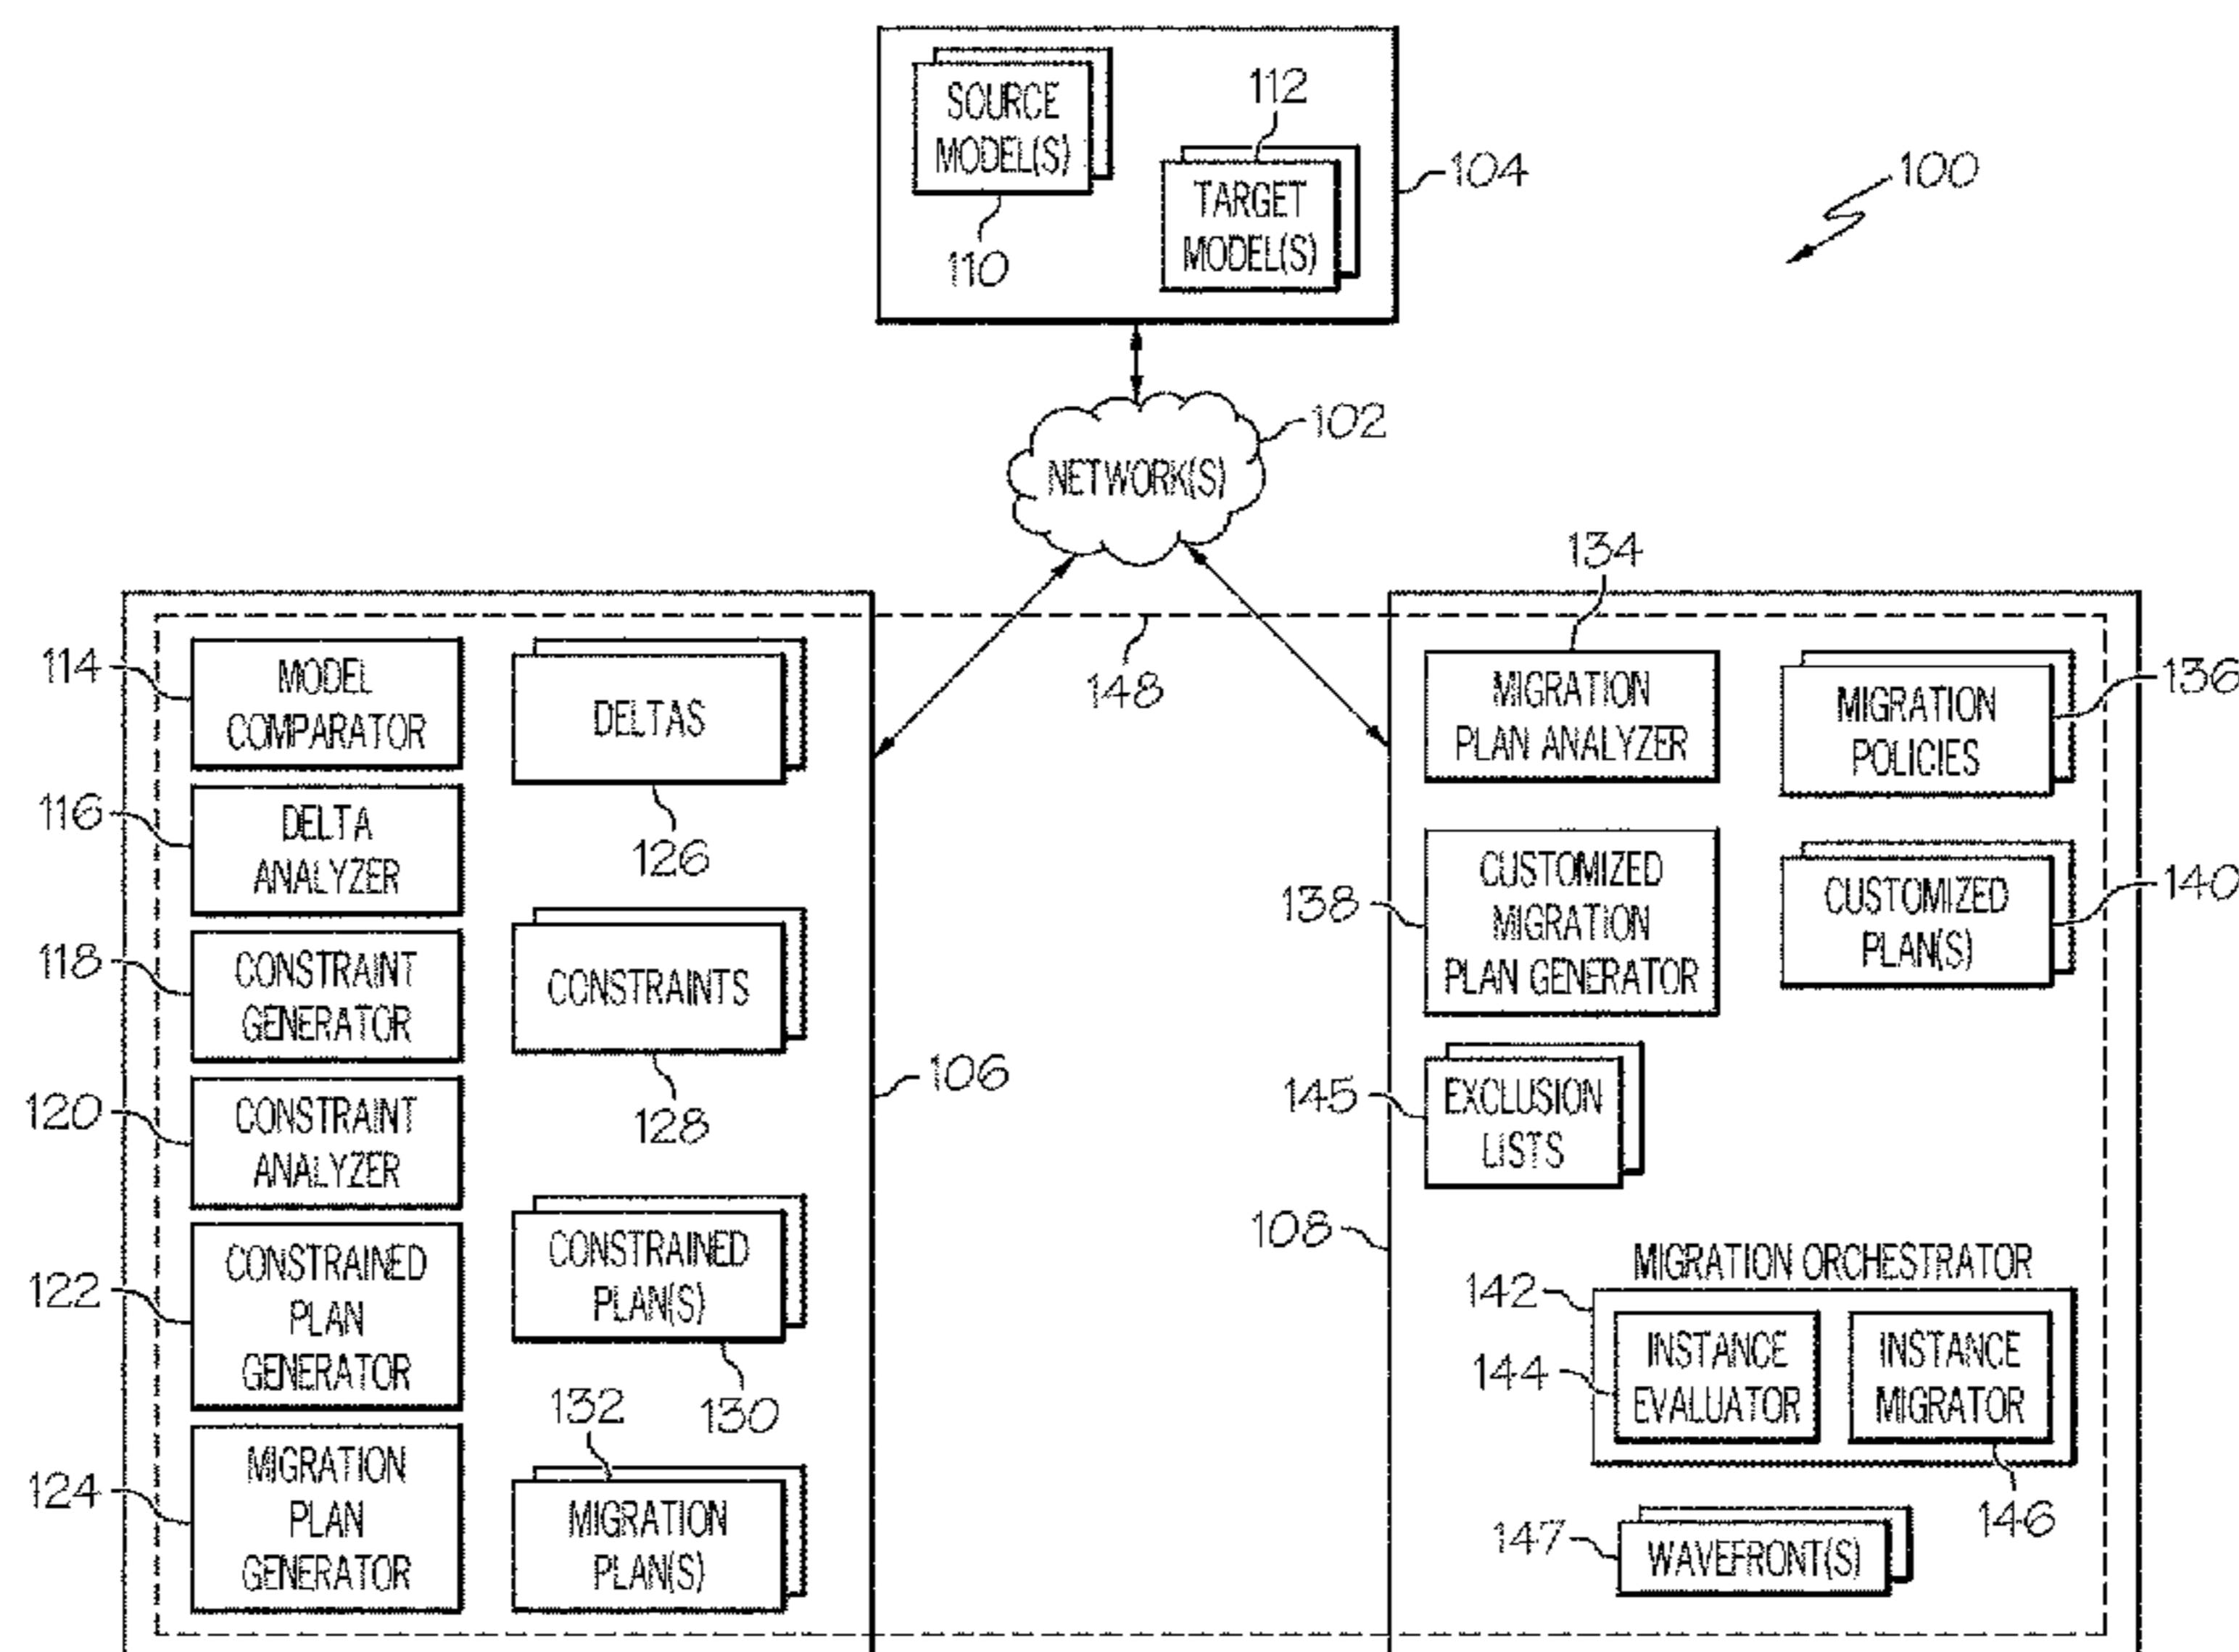 SOURCE
MODEL(S)
110
112
TARGET
MODEL(S)
104
100
NETWORK(S)
102
148
114
MODEL
COMPARATOR
116
DELTA
ANALYZER
118
CONSTRAINT
GENERATOR
120
CONSTRAINT
ANALYZER
122
CONSTRAINED
PLAN
GENERATOR
124
MIGRATION
PLAN
GENERATOR
DELTAS
126
CONSTRAINTS
128
CONSTRAINED
PLAN(S)
130
132
MIGRATION
PLAN(S)
106
134
MIGRATION
PLAN ANALYZER
MIGRATION
POLICIES
136
138
CUSTOMIZED
MIGRATION
PLAN GENERATOR
CUSTOMIZED
PLAN(S)
140
145
EXCLUSION
LISTS
108
MIGRATION ORCHESTRATOR
142
144
INSTANCE
EVALUATOR
INSTANCE
MIGRATOR
146
147
WAVEFRONT(S)